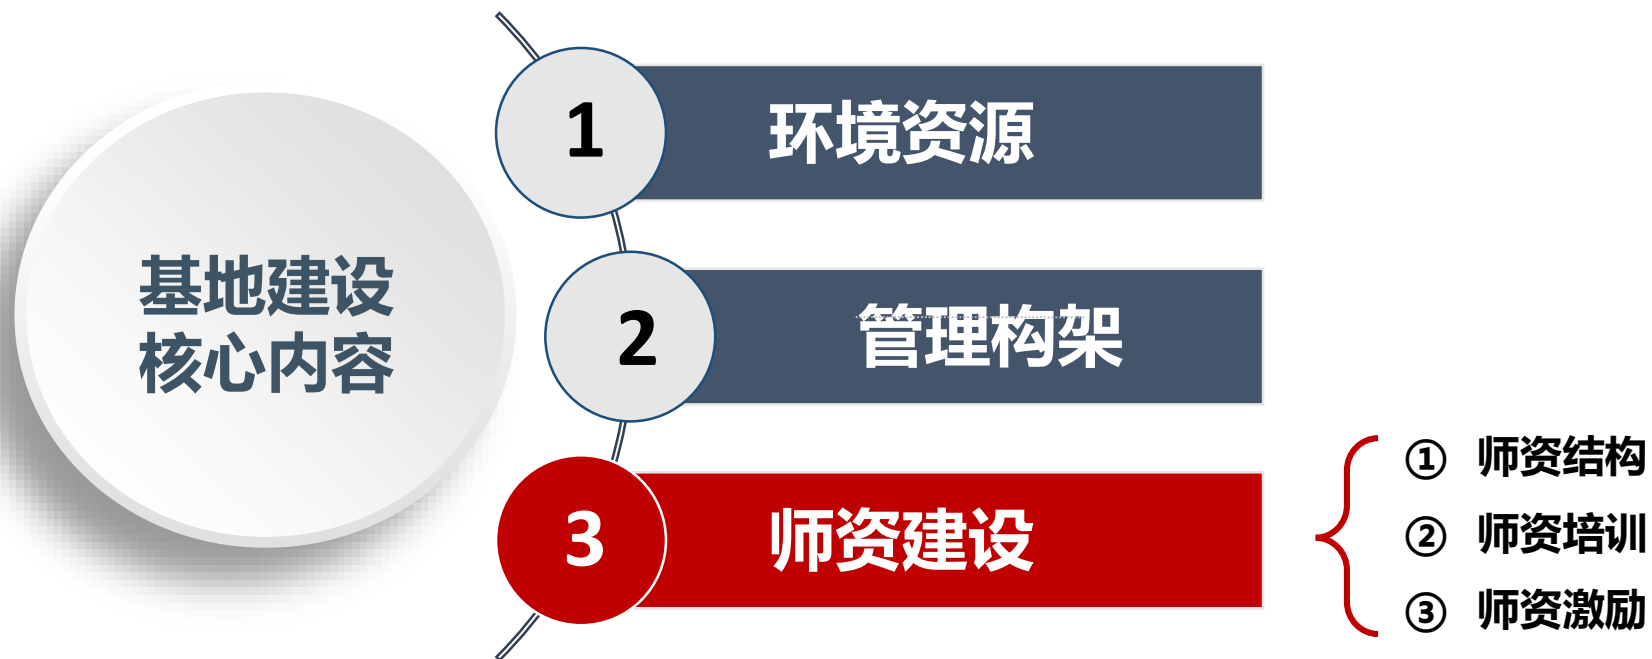 基地建设
核心内容
1 环境资源
2 管理构架
3 师资建设
① 师资结构
② 师资培训
③ 师资激励